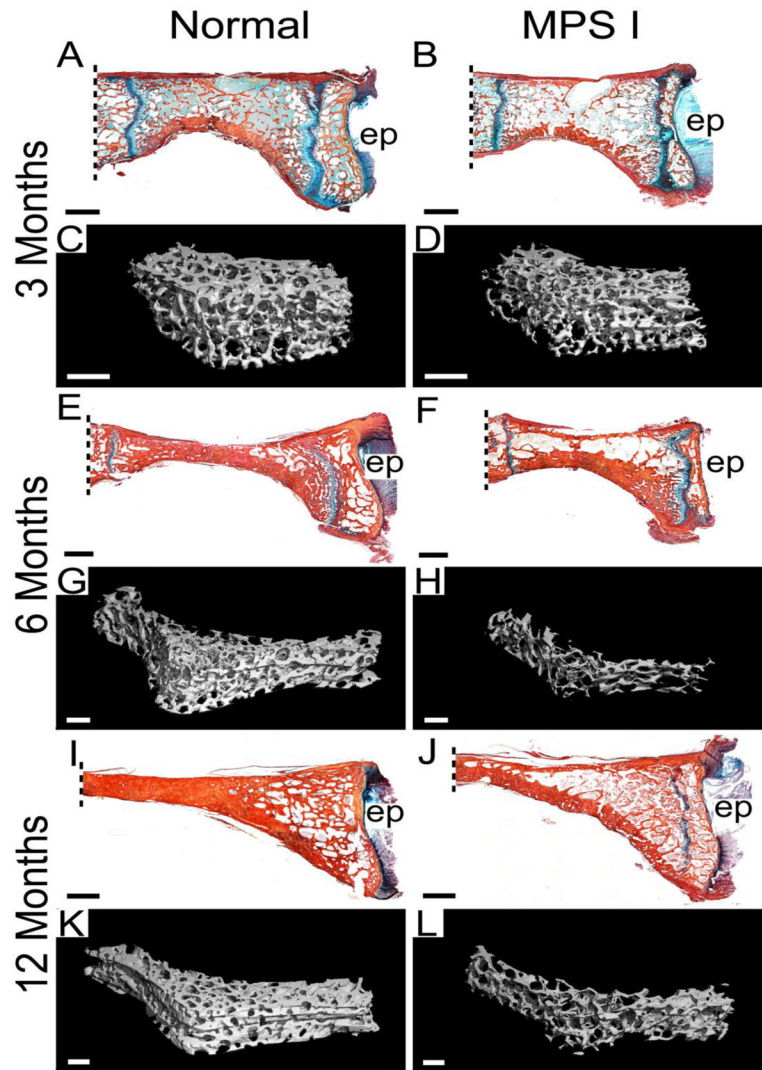 Normal MPS I
A B
ep ep
3 Months
C D
E F
ep ep
6 Months
G H
I J
ep ep
12 Months
K L